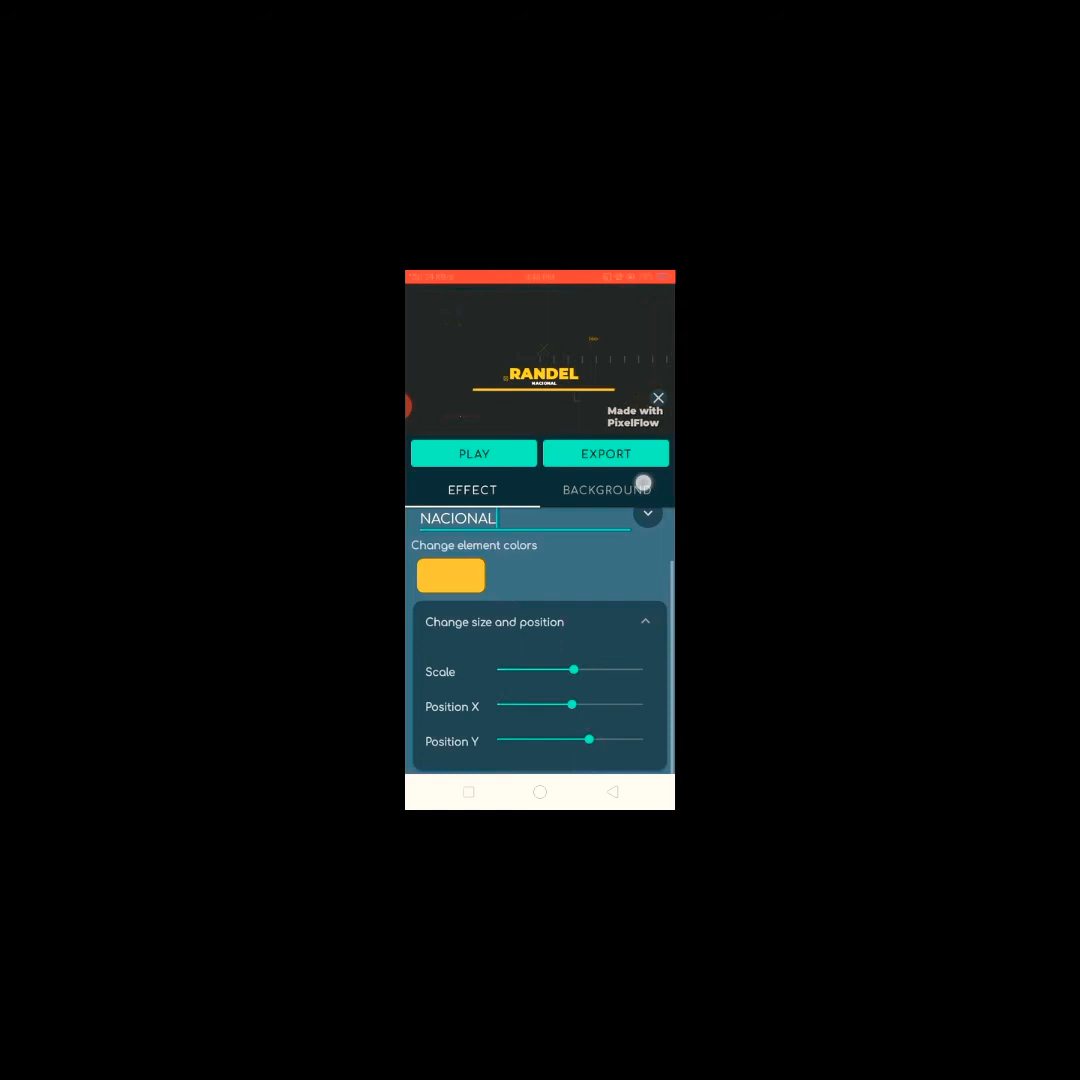 RANDEL
NACIONAL
Made with
PixelFlow
PLAY
EXPORT
EFFECT
BACKGROUND
NACIONAL
Change element colors
Change size and position
Scale
Position X
Position Y